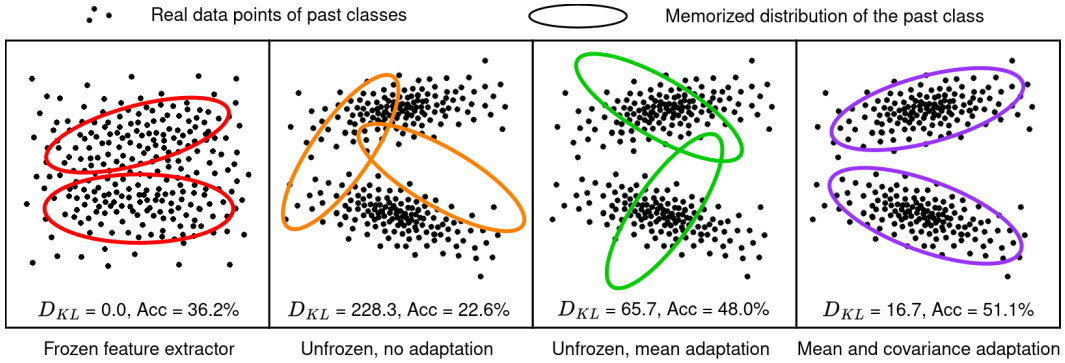 Real data points of past classes
Memorized distribution of the past class
D_KL = 0.0, Acc = 36.2%
D_KL = 228.3, Acc = 22.6%
D_KL = 65.7, Acc = 48.0%
D_KL = 16.7, Acc = 51.1%
Frozen feature extractor
Unfrozen, no adaptation
Unfrozen, mean adaptation
Mean and covariance adaptation